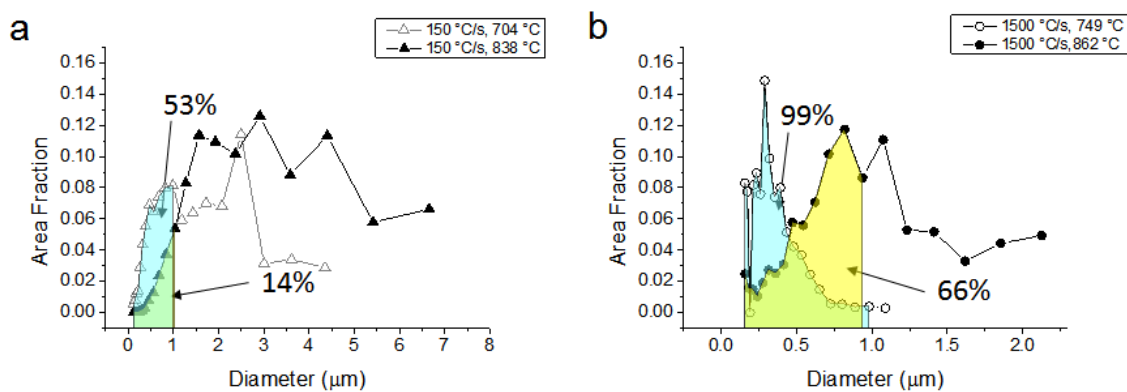 a
150 °C/s, 704 °C
150 °C/s, 838 °C
0.16
0.14
0.12
0.10
0.08
0.06
0.04
0.02
0.00
Area Fraction
53%
14%
0 1 2 3 4 5 6 7 8
Diameter (μm)
b
1500 °C/s, 749 °C
1500 °C/s,862 °C
0.16
0.14
0.12
0.10
0.08
0.06
0.04
0.02
0.00
Area Fraction
99%
66%
0.0 0.5 1.0 1.5 2.0
Diameter (μm)